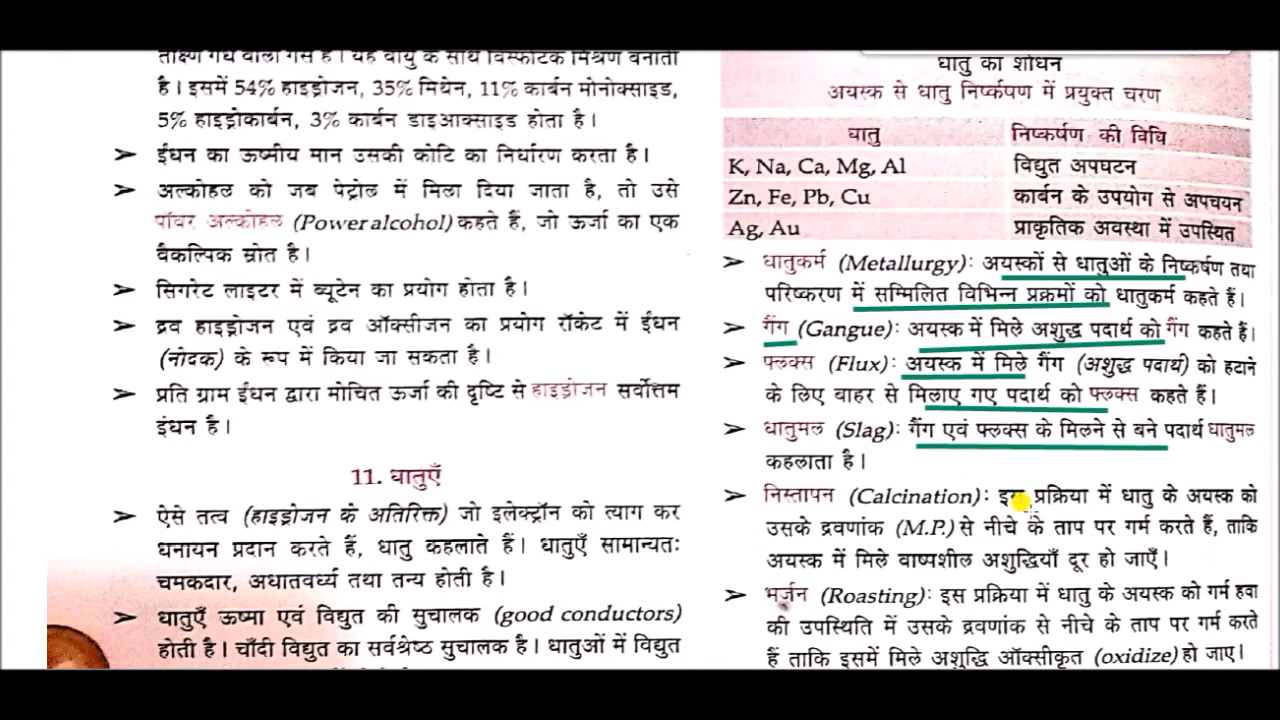 तीक्ष्ण गंध वाली गैस है। यह वायु के साथ विस्फोटक मिश्रण बनाती
है। इसमें 54% हाइड्रोजन, 35% मिथेन, 11% कार्बन मोनोक्साइड,
5% हाइड्रोकार्बन, 3% कार्बन डाइआक्साइड होता है।
➤ ईंधन का ऊष्मीय मान उसकी कोटि का निर्धारण करता है।
➤ अल्कोहल को जब पेट्रोल में मिला दिया जाता है, तो उसे
पॉवर अल्कोहल (Power alcohol) कहते हैं, जो ऊर्जा का एक
वैकल्पिक स्रोत है।
➤ सिगरेट लाइटर में ब्यूटेन का प्रयोग होता है।
➤ द्रव हाइड्रोजन एवं द्रव ऑक्सीजन का प्रयोग रॉकेट में ईंधन
(नोदक) के रूप में किया जा सकता है।
➤ प्रति ग्राम ईंधन द्वारा मोचित ऊर्जा की दृष्टि से हाइड्रोजन सर्वोत्तम
इंधन है।
11. धातुएँ
➤ ऐसे तत्व (हाइड्रोजन के अतिरिक्त) जो इलेक्ट्रॉन को त्याग कर
धनायन प्रदान करते हैं, धातु कहलाते हैं। धातुएँ सामान्यतः
चमकदार, अधातवर्ध्य तथा तन्य होती है।
➤ धातुएँ ऊष्मा एवं विद्युत की सुचालक (good conductors)
होती है। चाँदी विद्युत का सर्वश्रेष्ठ सुचालक है। धातुओं में विद्युत
धातु का शोधन
अयस्क से धातु निर्ष्कषण में प्रयुक्त चरण
धातु निष्कर्षण की विधि
K, Na, Ca, Mg, Al विद्युत अपघटन
Zn, Fe, Pb, Cu कार्बन के उपयोग से अपचयन
Ag, Au प्राकृतिक अवस्था में उपस्थित
➤ धातुकर्म (Metallurgy): अयस्कों से धातुओं के निष्कर्षण तथा
परिष्करण में सम्मिलित विभिन्न प्रक्रमों को धातुकर्म कहते हैं।
➤ गैंग (Gangue): अयस्क में मिले अशुद्ध पदार्थ को गैंग कहते हैं।
➤ फ्लक्स (Flux): अयस्क में मिले गैंग (अशुद्ध पदार्थ) को हटाने
के लिए बाहर से मिलाए गए पदार्थ को फ्लक्स कहते हैं।
➤ धातुमल (Slag): गैंग एवं फ्लक्स के मिलने से बने पदार्थ धातुमल
कहलाता है।
➤ निस्तापन (Calcination): इस प्रक्रिया में धातु के अयस्क को
उसके द्रवणांक (M.P.) से नीचे के ताप पर गर्म करते हैं, ताकि
अयस्क में मिले वाष्पशील अशुद्धियाँ दूर हो जाएँ।
➤ भर्जन (Roasting): इस प्रक्रिया में धातु के अयस्क को गर्म हवा
की उपस्थिति में उसके द्रवणांक से नीचे के ताप पर गर्म करते
हैं ताकि इसमें मिले अशुद्धि ऑक्सीकृत (oxidize) हो जाए।